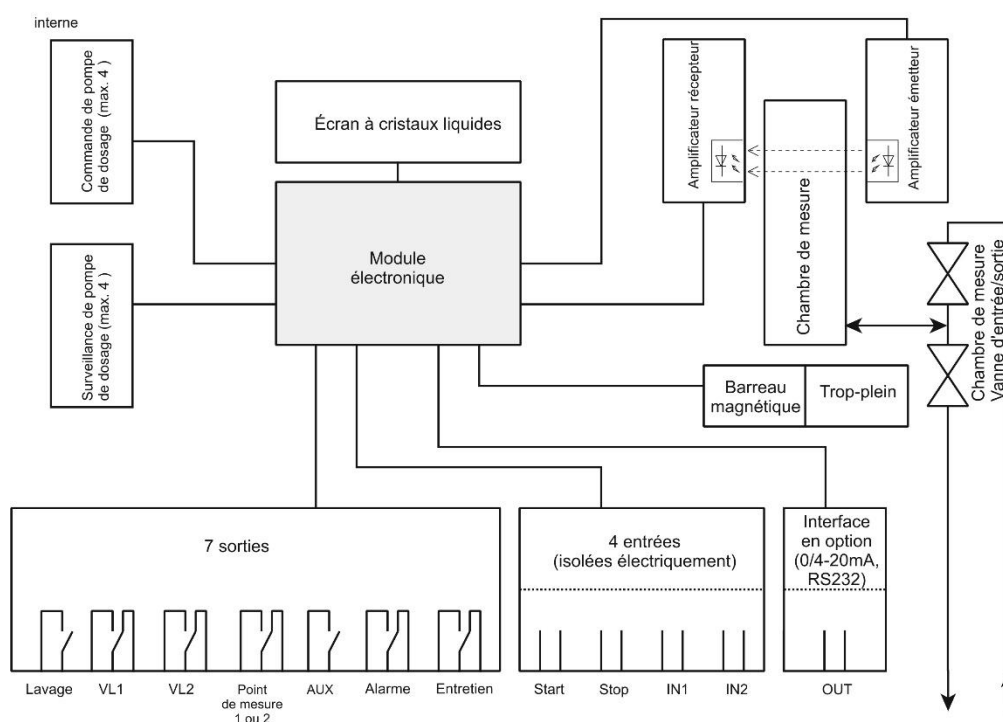 interne
Commande de pompe
de dosage (max. 4 )
Surveillance de pompe
de dosage (max. 4 )
Écran à cristaux liquides
Module
électronique
Amplificateur récepteur
Amplificateur émetteur
Chambre de mesure
Chambre de mesure
Vanne d'entrée/sortie
Barreau
magnétique
Trop-plein
7 sorties
Lavage
VL1
VL2
Point
de mesure
1 ou 2
AUX
Alarme
Entretien
4 entrées
(isolées électriquement)
Start
Stop
IN1
IN2
Interface
en option
(0/4-20mA,
RS232)
OUT